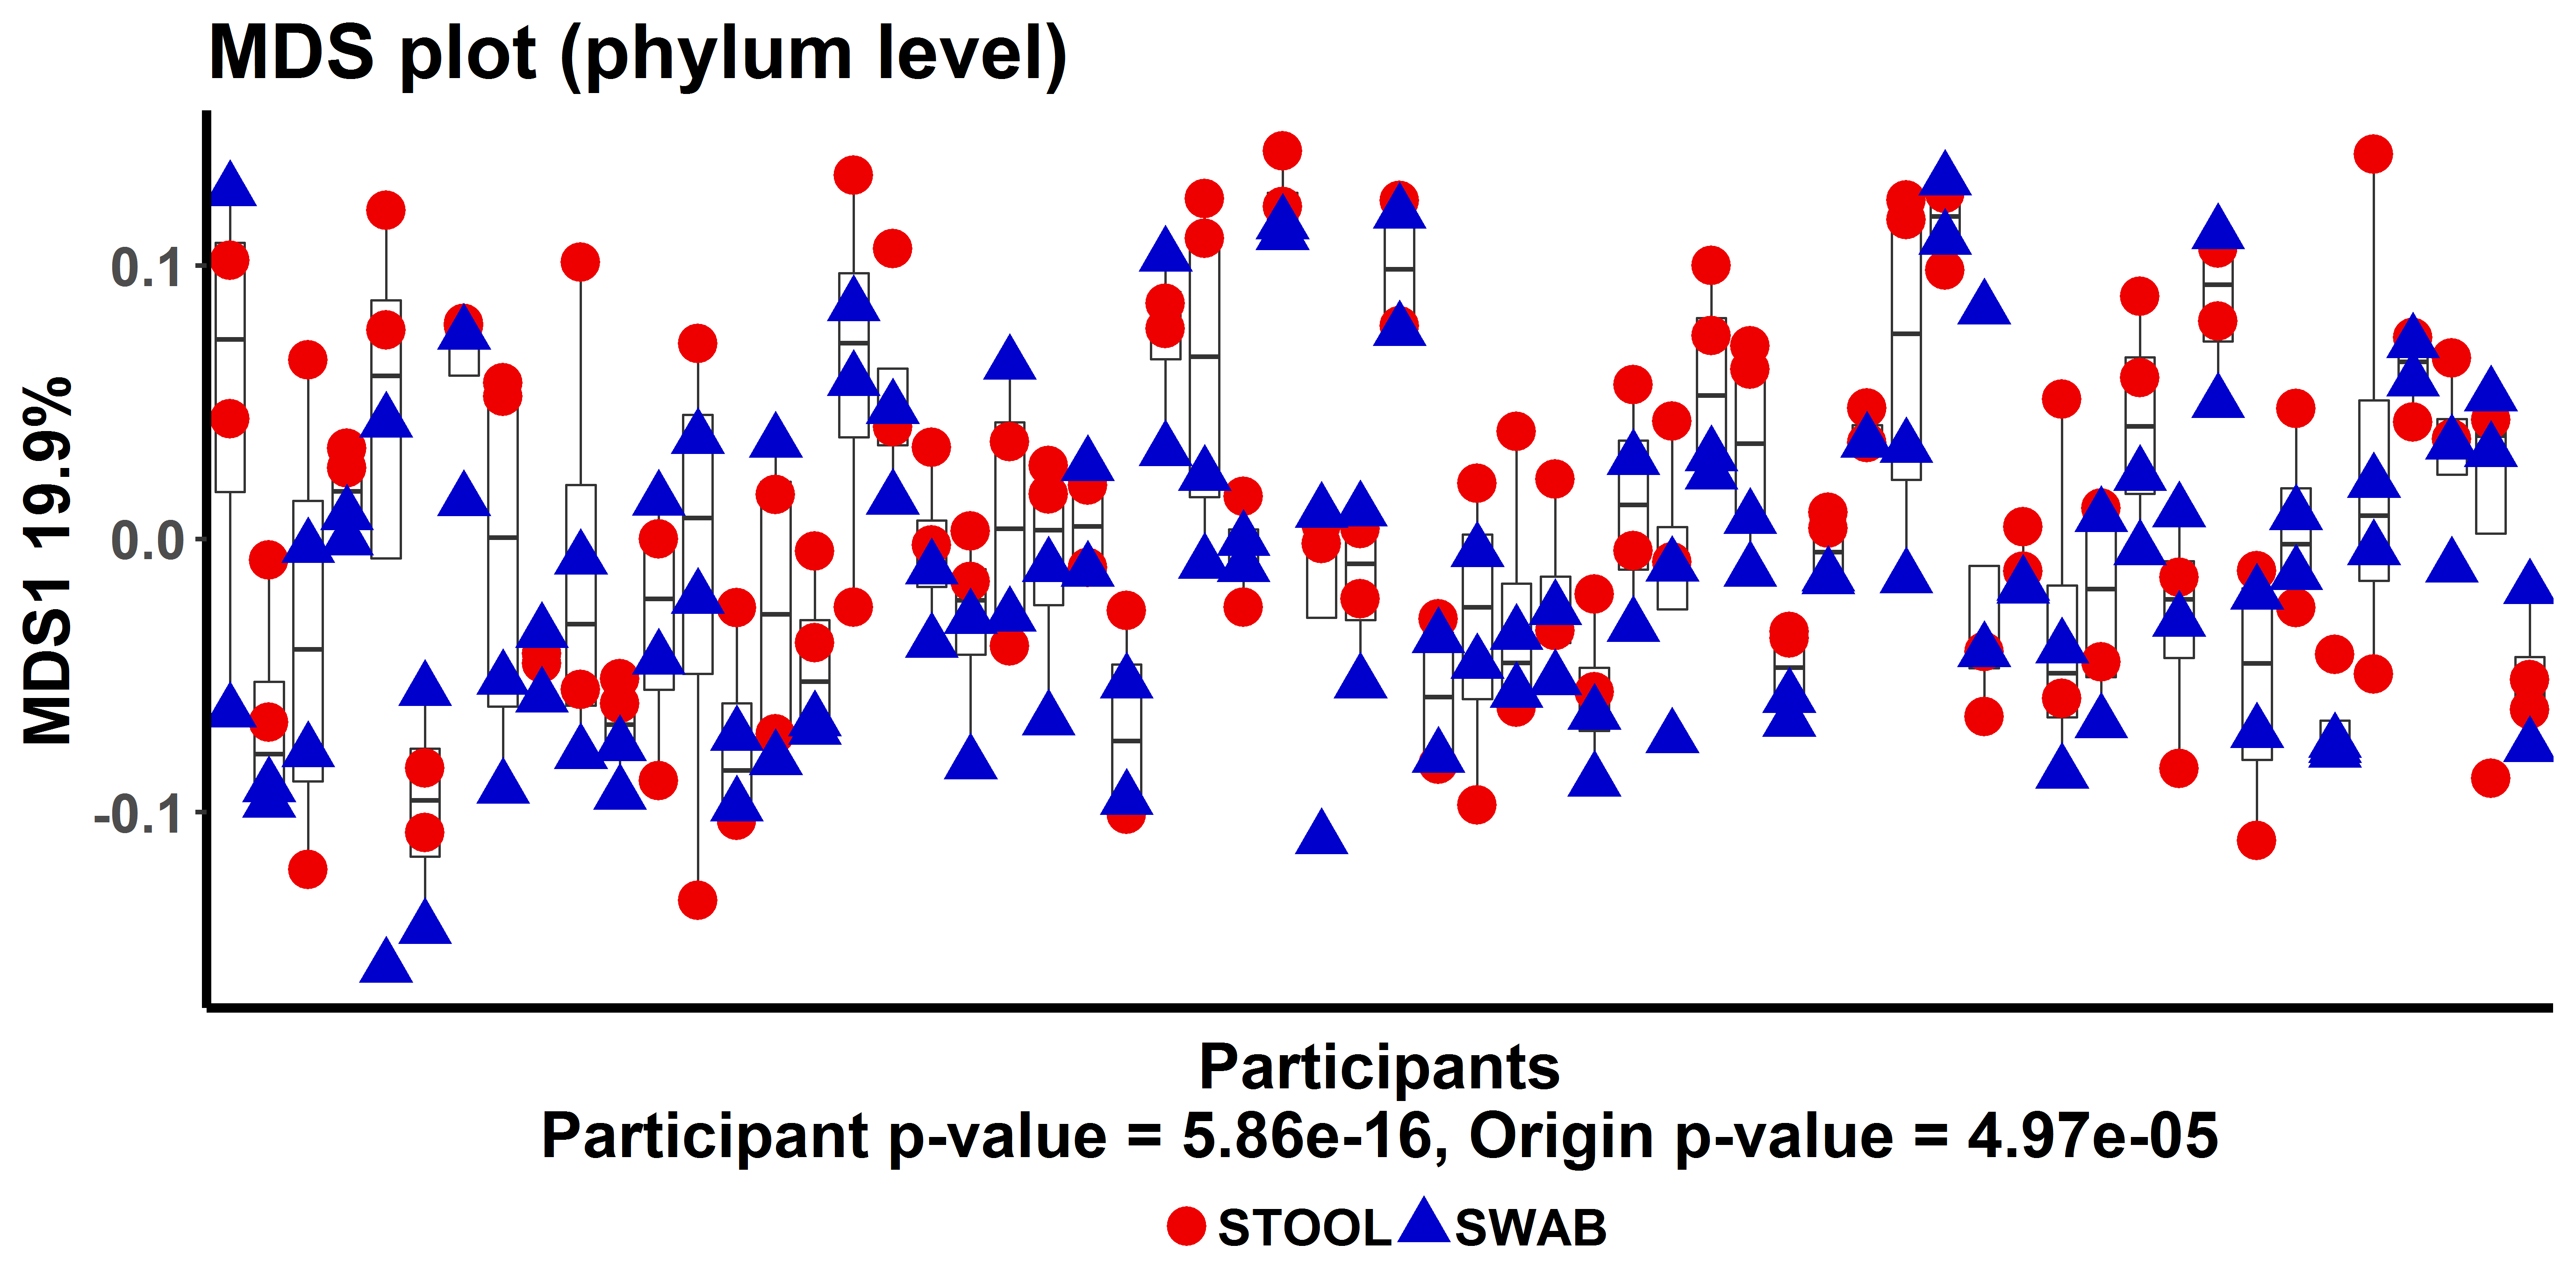 MDS plot (phylum level)
MDS1 19.9%
0.1
0.0
-0.1
Participants
Participant p-value = 5.86e-16, Origin p-value = 4.97e-05
STOOL SWAB